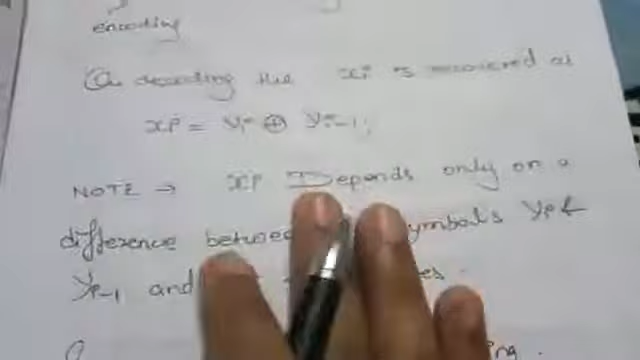 encoding
On decoding the xi is recovered as
xi = yi ⊕ yi-1;
NOTE → xi Depends only on a
difference between symbols yi &
yi-1 and